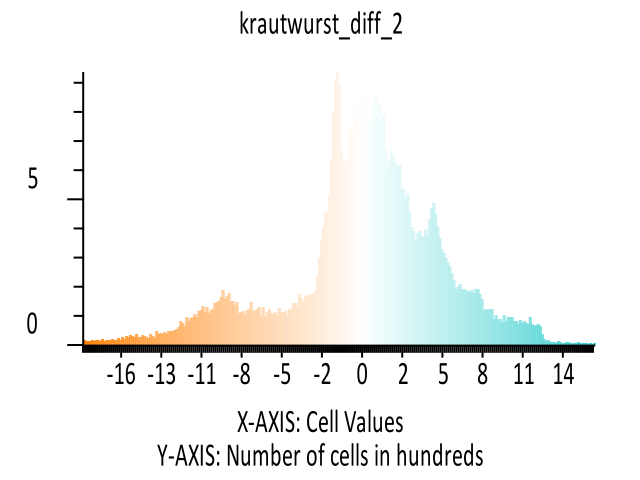 krautwurst_diff_2
5
0
-16 -13 -11 -8 -5 -2 0 2 5 8 11 14
X-AXIS: Cell Values
Y-AXIS: Number of cells in hundreds